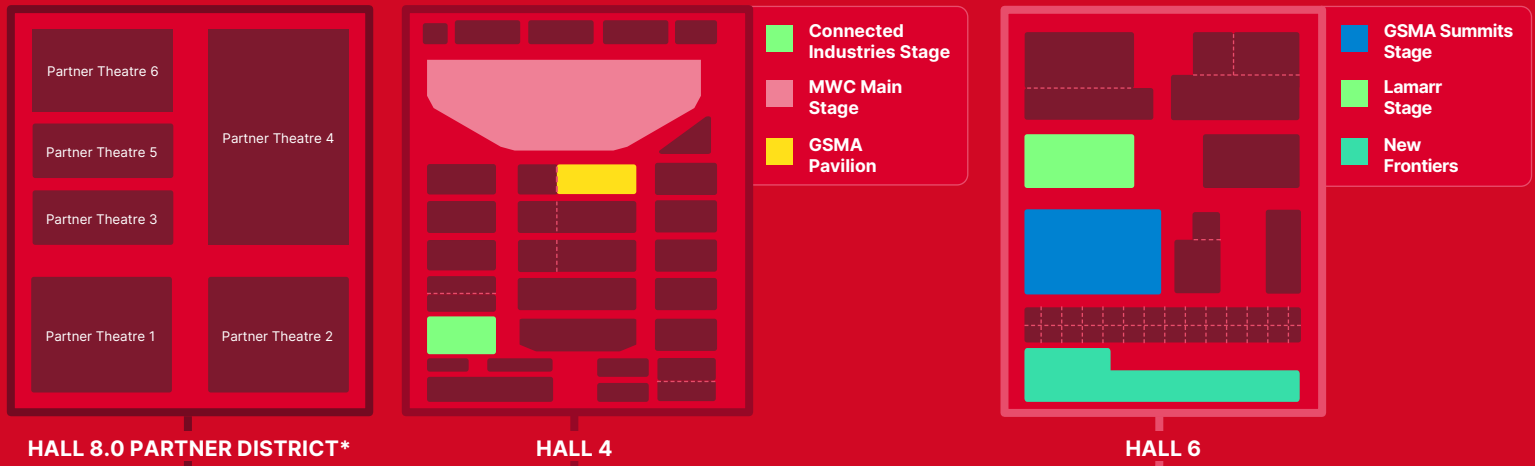 Partner Theatre 6
Partner Theatre 5
Partner Theatre 3
Partner Theatre 4
Partner Theatre 1
Partner Theatre 2
HALL 8.0 PARTNER DISTRICT*
Connected
Industries Stage
MWC Main
Stage
GSMA
Pavilion
HALL 4
GSMA Summits
Stage
Lamarr
Stage
New
Frontiers
HALL 6